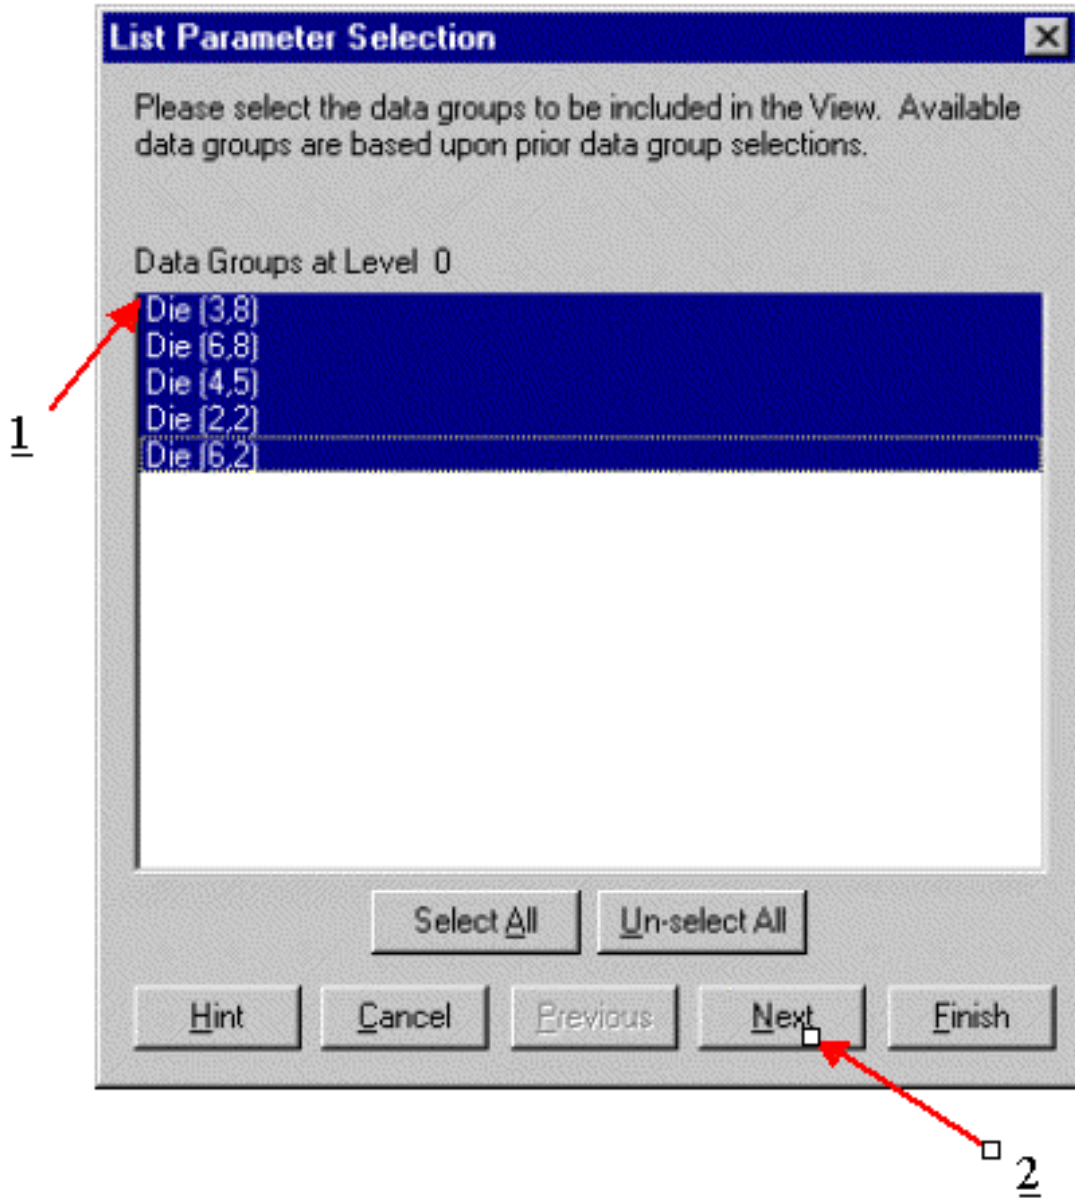 List Parameter Selection
Please select the data groups to be included in the View. Available
data groups are based upon prior data group selections.
Data Groups at Level 0
Die (3,8)
1
Die (6,8)
Die (4,5)
Die (2,2)
Die (6,2)
Select All Un-select All
Hint Cancel Previous Next Finish
2